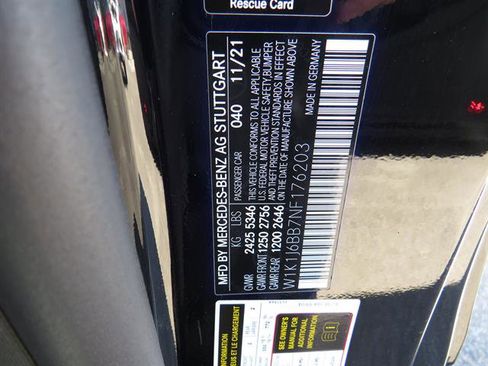 Rescue Card
MFD BY MERCEDES-BENZ AG STUTTGART
PASSENGER CAR 040 11/21
KG LBS
GVWR 2425 5346
GAWR FRONT 1250 2756
GAWR REAR 1200 2646
THIS VEHICLE CONFORMS TO ALL APPLICABLE
U.S. FEDERAL MOTOR VEHICLE SAFETY, BUMPER
AND THEFT PREVENTION STANDARDS IN EFFECT
ON THE DATE OF MANUFACTURE SHOWN ABOVE
W1K1J6BB7NF176203
MADE IN GERMANY
INFORMATION
SEE OWNER'S
MANUAL FOR
ADDITIONAL
INFORMATION